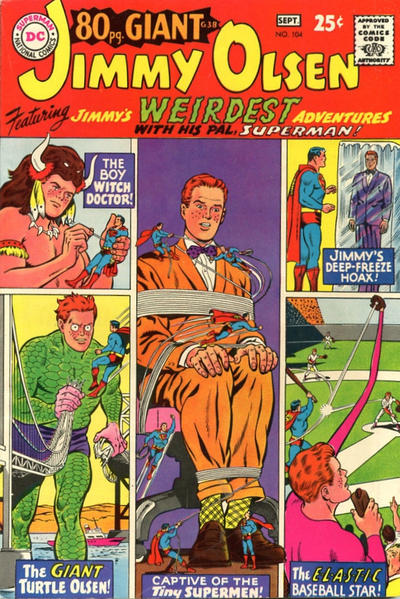 SUPERMAN
DC
NATIONAL COMICS
80 pg. GIANT G38
SEPT.
NO. 104
25¢
APPROVED
BY THE
COMICS
CODE
AUTHORITY
JIMMY OLSEN
Featuring JIMMY'S WEIRDEST ADVENTURES
WITH HIS PAL, SUPERMAN!
THE
BOY
WITCH
DOCTOR!
JIMMY'S
DEEP-FREEZE
HOAX!
The GIANT
TURTLE OLSEN!
CAPTIVE OF THE
Tiny SUPERMEN!
The ELASTIC
BASEBALL STAR!